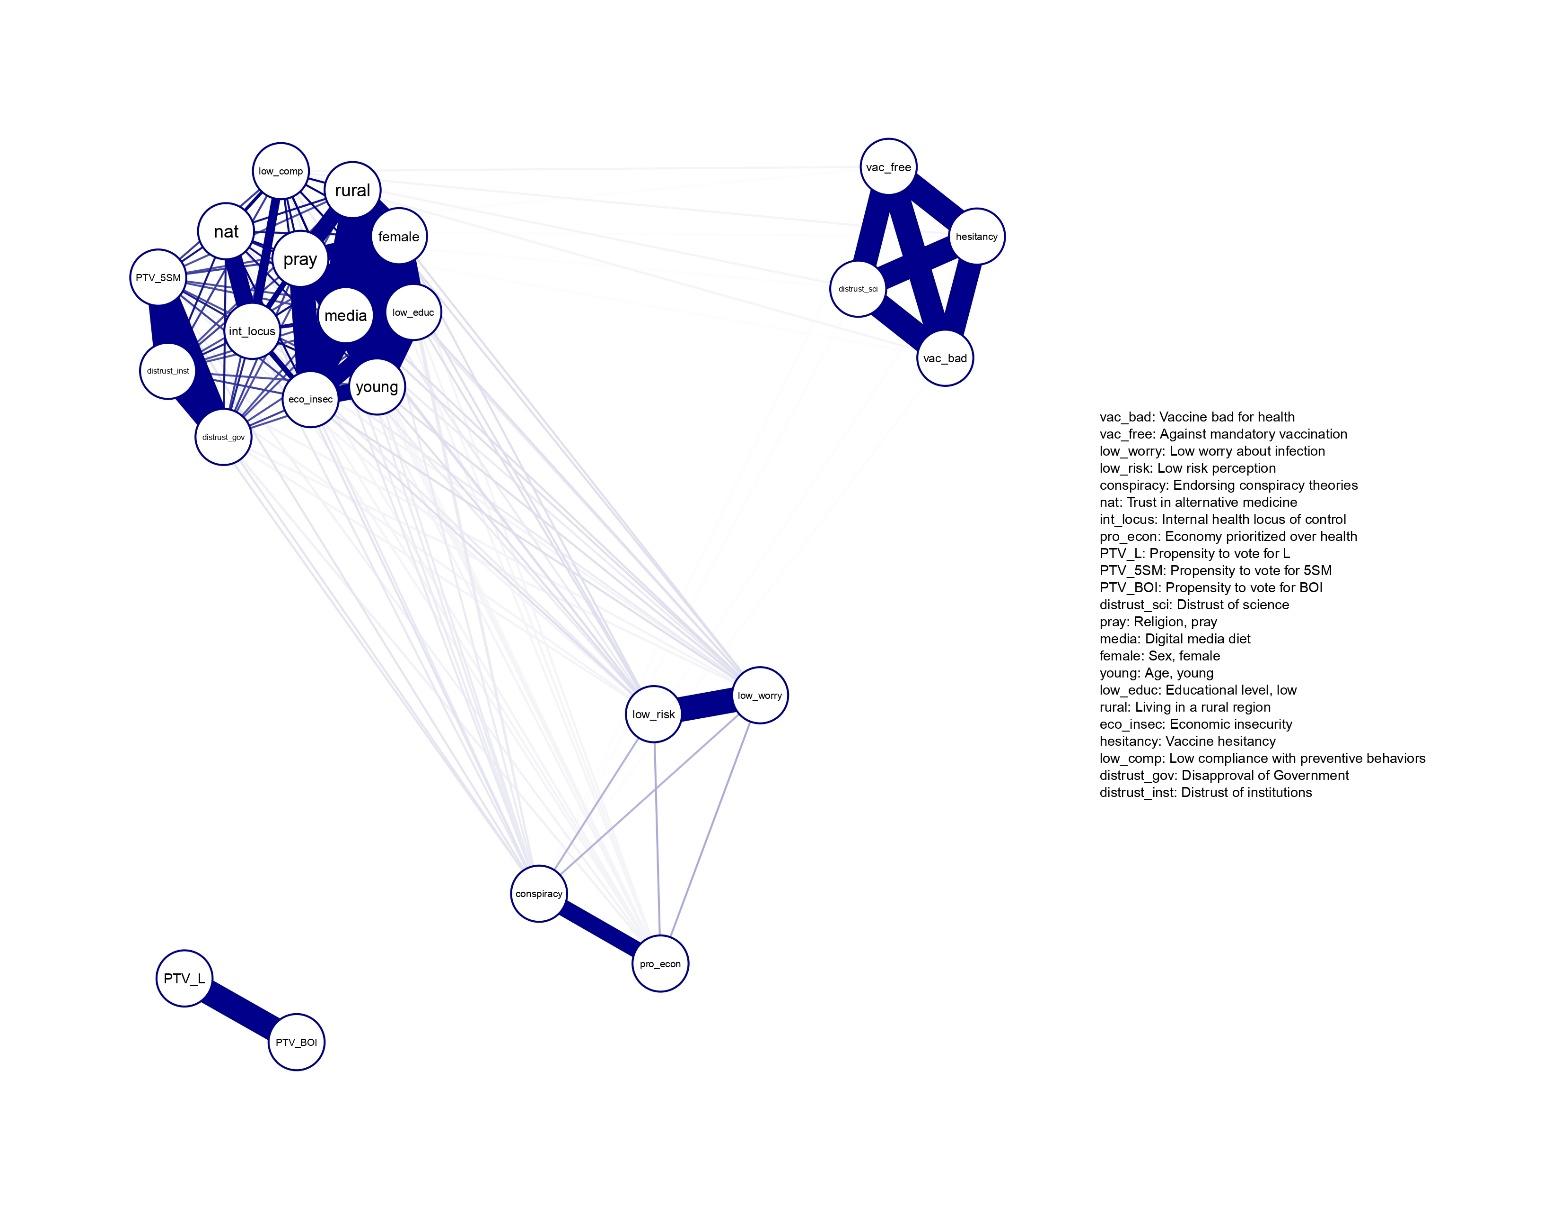 low_comp
rural
nat
female
pray
PTV_5SM
int_locus
media
low_educ
distrust_inst
eco_insec
young
distrust_gov
vac_free
hesitancy
distrust_sci
vac_bad
vac_bad: Vaccine bad for health
vac_free: Against mandatory vaccination
low_worry: Low worry about infection
low_risk: Low risk perception
conspiracy: Endorsing conspiracy theories
nat: Trust in alternative medicine
int_locus: Internal health locus of control
pro_econ: Economy prioritized over health
PTV_L: Propensity to vote for L
PTV_5SM: Propensity to vote for 5SM
PTV_BOI: Propensity to vote for BOI
distrust_sci: Distrust of science
pray: Religion, pray
media: Digital media diet
female: Sex, female
young: Age, young
low_educ: Educational level, low
rural: Living in a rural region
eco_insec: Economic insecurity
hesitancy: Vaccine hesitancy
low_comp: Low compliance with preventive behaviors
distrust_gov: Disapproval of Government
distrust_inst: Distrust of institutions
low_risk
low_worry
conspiracy
pro_econ
PTV_L
PTV_BOI